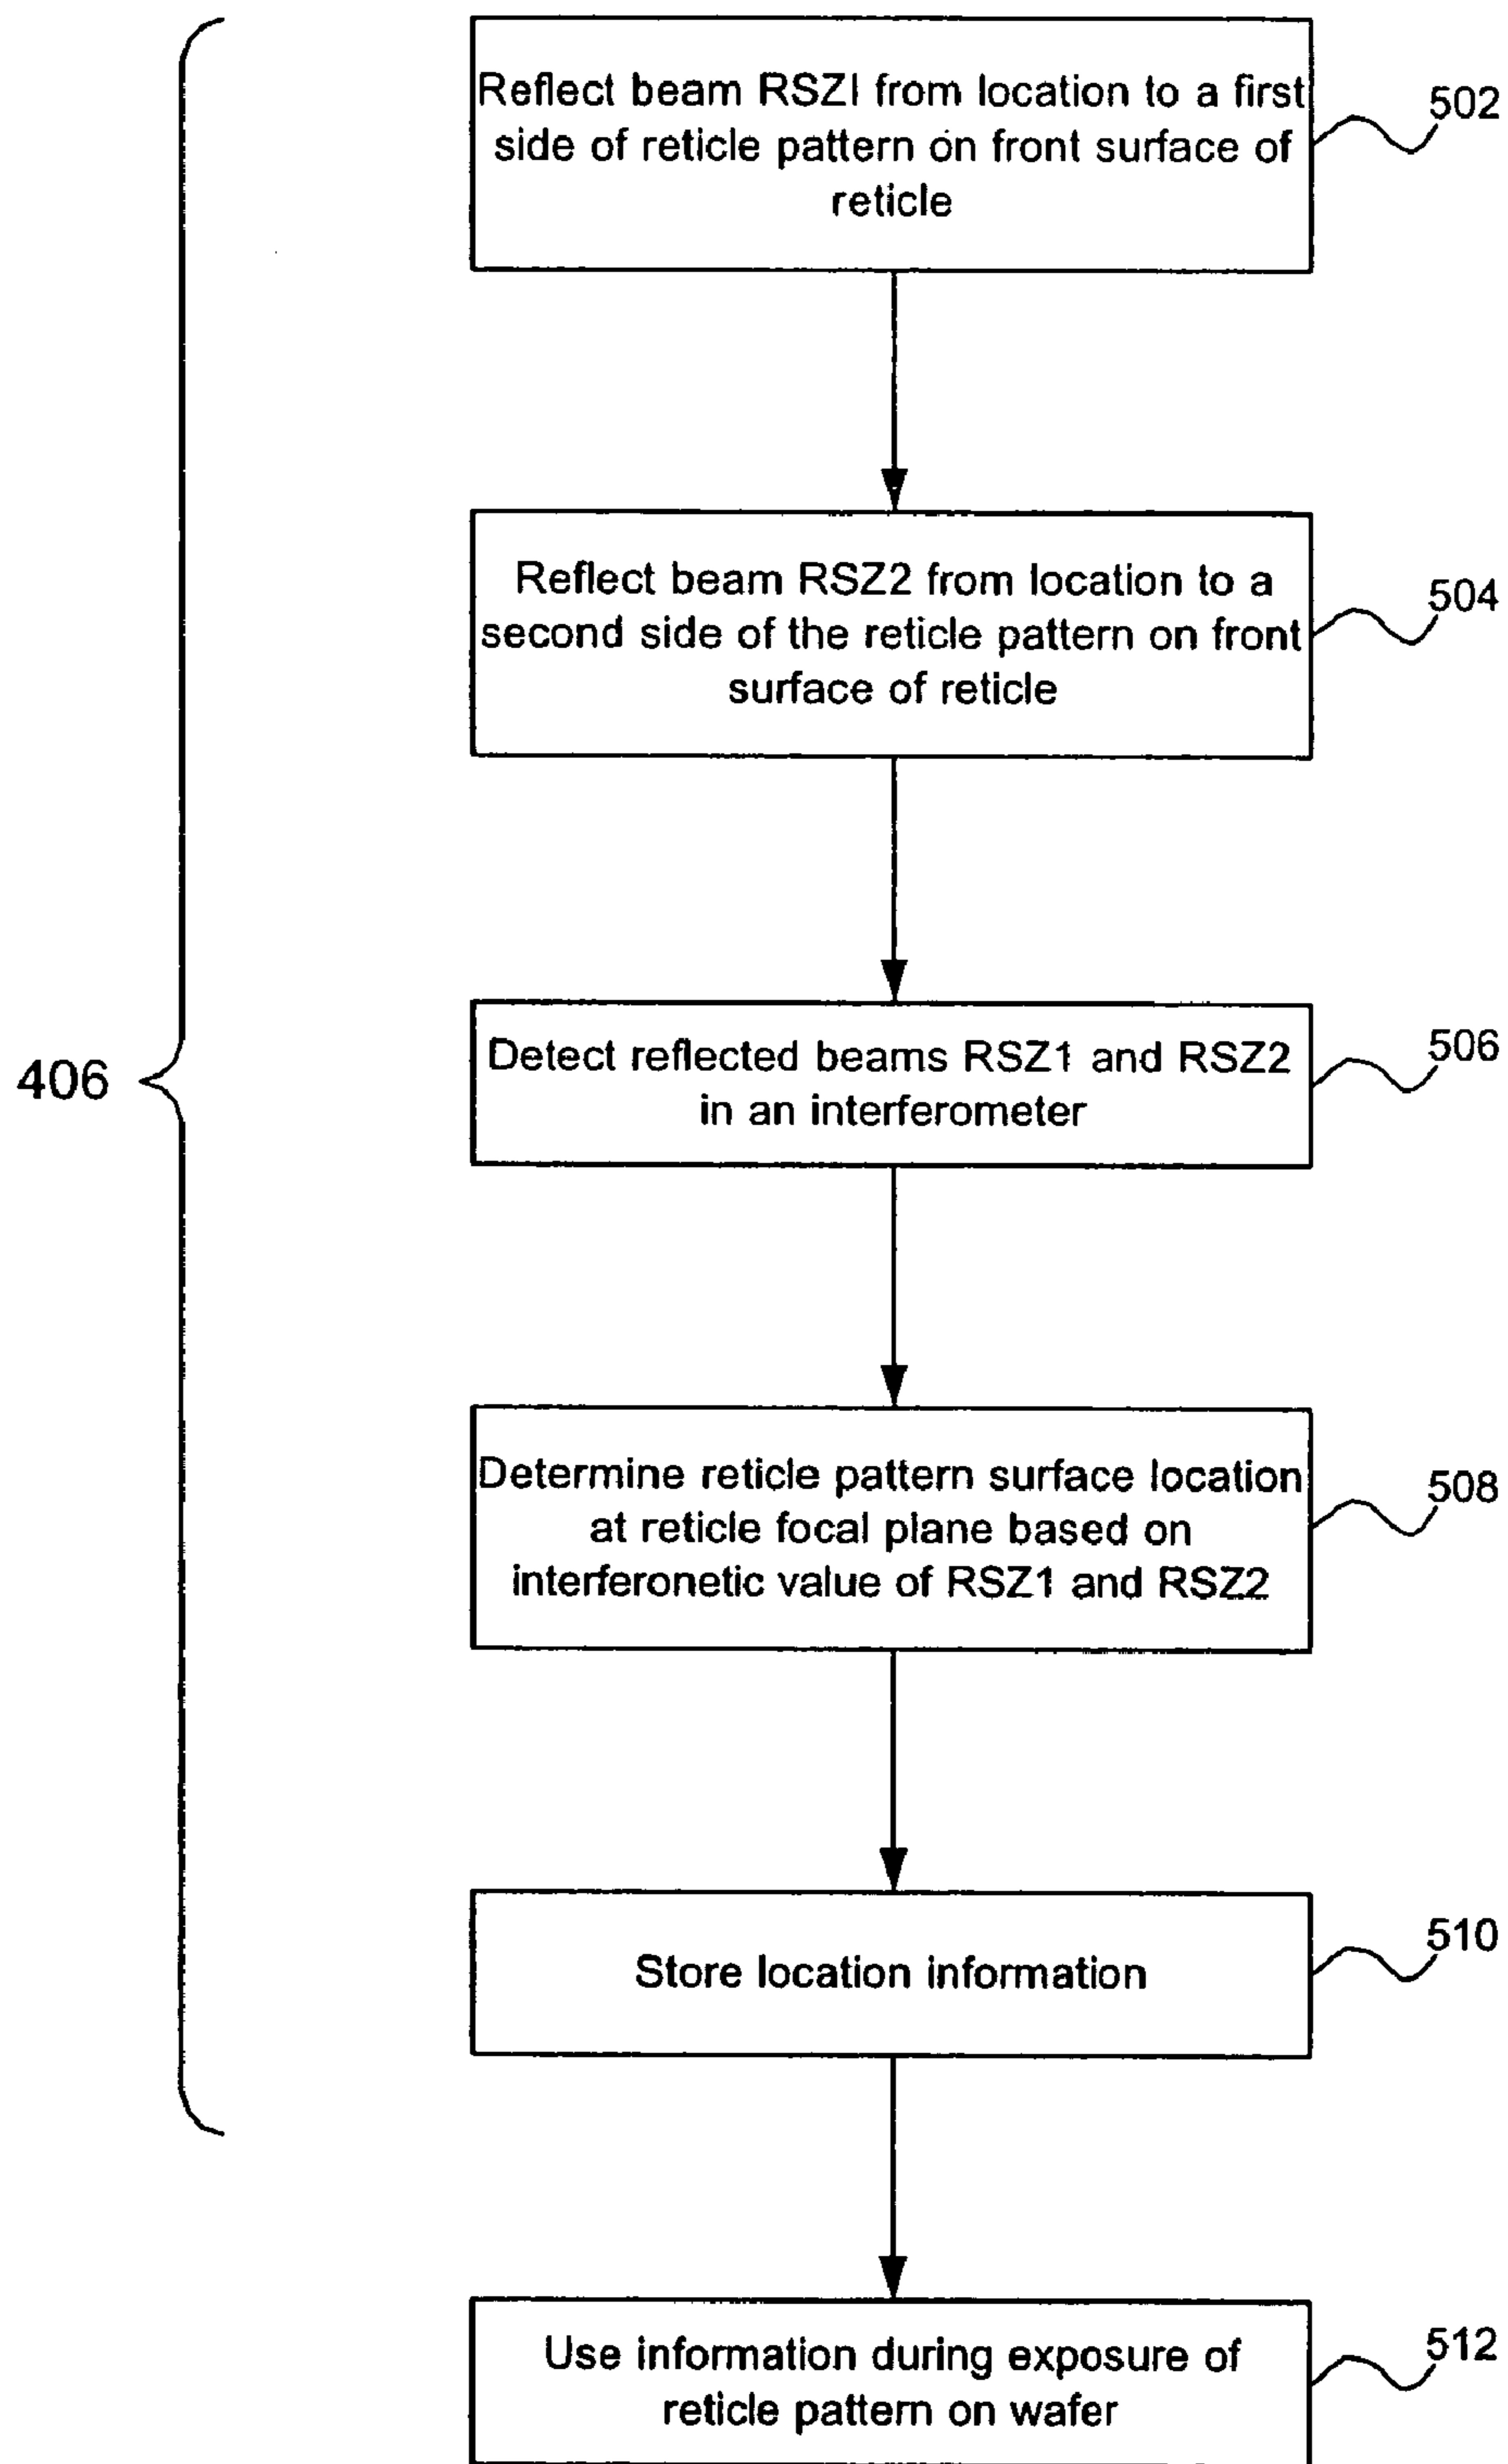 Reflect beam RSZI from location to a first
side of reticle pattern on front surface of
reticle
502
Reflect beam RSZ2 from location to a
second side of the reticle pattern on front
surface of reticle
504
406
Detect reflected beams RSZ1 and RSZ2
in an interferometer
506
Determine reticle pattern surface location
at reticle focal plane based on
interferonetic value of RSZ1 and RSZ2
508
Store location information
510
Use information during exposure of
reticle pattern on wafer
512